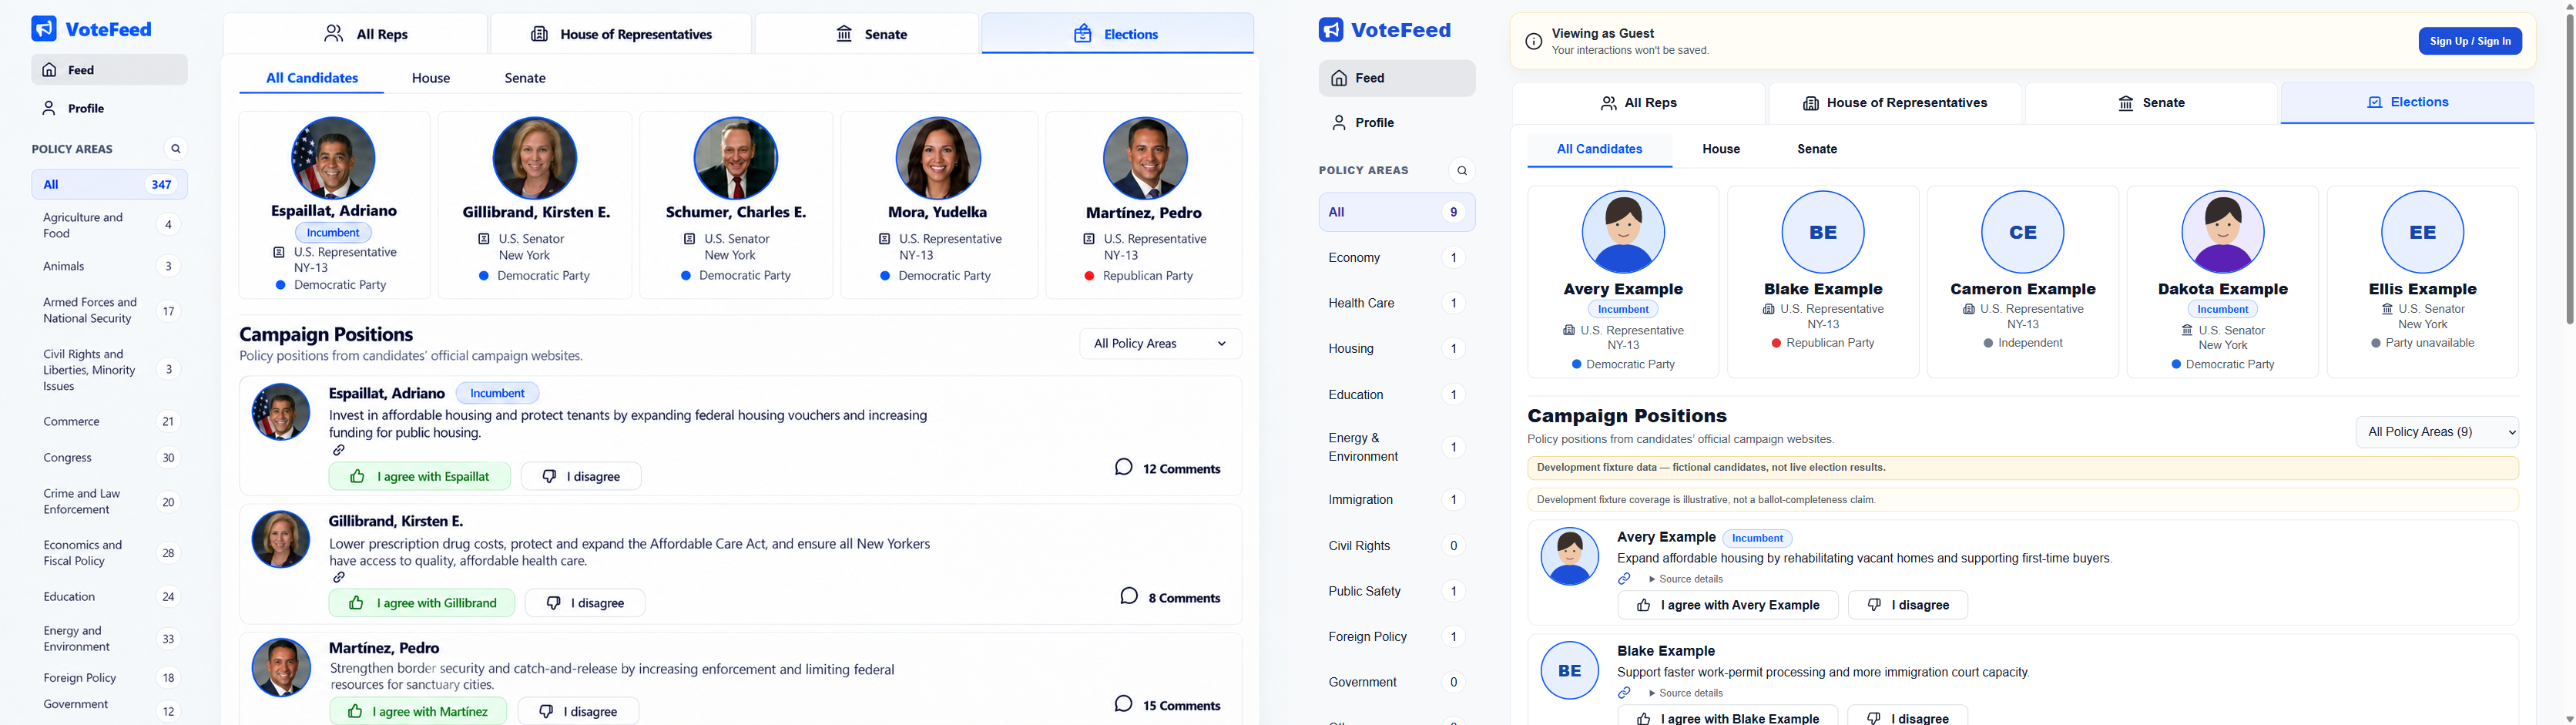 VoteFeed
Feed
Profile
POLICY AREAS
All 347
Agriculture and
Food 4
Animals 3
Armed Forces and
National Security 17
Civil Rights and
Liberties, Minority
Issues 3
Commerce 21
Congress 30
Crime and Law
Enforcement 20
Economics and
Fiscal Policy 28
Education 24
Energy and
Environment 33
Foreign Policy 18
Government 12
All Reps
House of Representatives
Senate
Elections
All Candidates
House
Senate
Espaillat, Adriano
Incumbent
U.S. Representative
NY-13
Democratic Party
Gillibrand, Kirsten E.
U.S. Senator
New York
Democratic Party
Schumer, Charles E.
U.S. Senator
New York
Democratic Party
Mora, Yudelka
U.S. Representative
NY-13
Democratic Party
Martínez, Pedro
U.S. Representative
NY-13
Republican Party
Campaign Positions
Policy positions from candidates' official campaign websites.
All Policy Areas
Espaillat, Adriano Incumbent
Invest in affordable housing and protect tenants by expanding federal housing vouchers and increasing
funding for public housing.
I agree with Espaillat
I disagree
12 Comments
Gillibrand, Kirsten E.
Lower prescription drug costs, protect and expand the Affordable Care Act, and ensure all New Yorkers
have access to quality, affordable health care.
I agree with Gillibrand
I disagree
8 Comments
Martínez, Pedro
Strengthen border security and catch-and-release by increasing enforcement and limiting federal
resources for sanctuary cities.
I agree with Martínez
I disagree
15 Comments
VoteFeed
Feed
Profile
POLICY AREAS
All 9
Economy 1
Health Care 1
Housing 1
Education 1
Energy &
Environment 1
Immigration 1
Civil Rights 0
Public Safety 1
Foreign Policy 1
Government 0
Viewing as Guest
Your interactions won't be saved.
Sign Up / Sign In
All Reps
House of Representatives
Senate
Elections
All Candidates
House
Senate
Avery Example
Incumbent
U.S. Representative
NY-13
Democratic Party
BE
Blake Example
U.S. Representative
NY-13
Republican Party
CE
Cameron Example
U.S. Representative
NY-13
Independent
Dakota Example
Incumbent
U.S. Senator
New York
Democratic Party
EE
Ellis Example
U.S. Senator
New York
Party unavailable
Campaign Positions
Policy positions from candidates' official campaign websites.
All Policy Areas (9)
Development fixture data — fictional candidates, not live election results.
Development fixture coverage is illustrative, not a ballot-completeness claim.
Avery Example Incumbent
Expand affordable housing by rehabilitating vacant homes and supporting first-time buyers.
Source details
I agree with Avery Example
I disagree
BE
Blake Example
Support faster work-permit processing and more immigration court capacity.
Source details
I agree with Blake Example
I disagree